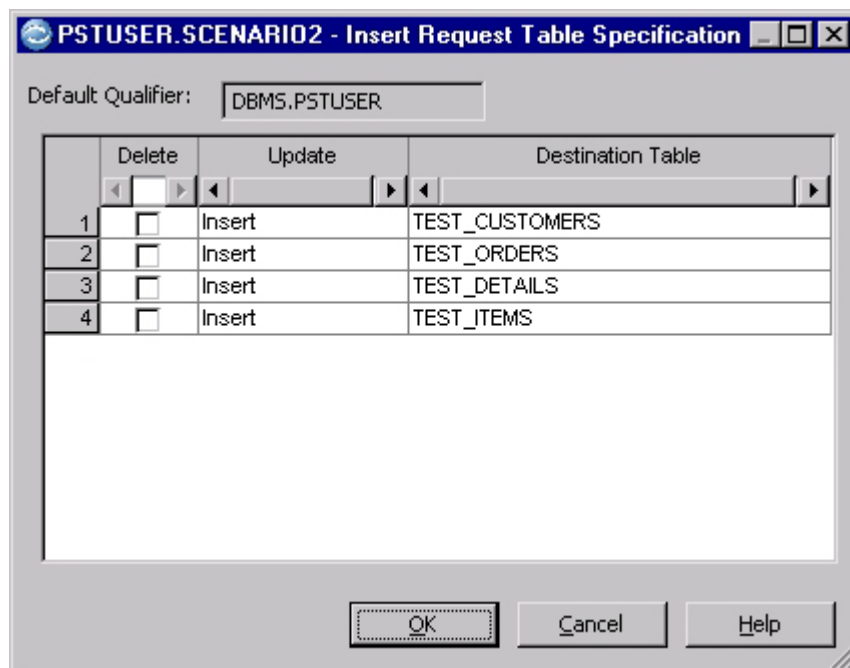 PSTUSER.SCENARIO2 - Insert Request Table Specification
Default Qualifier: DBMS.PSTUSER
Delete Update Destination Table
1 Insert TEST_CUSTOMERS
2 Insert TEST_ORDERS
3 Insert TEST_DETAILS
4 Insert TEST_ITEMS
OK Cancel Help